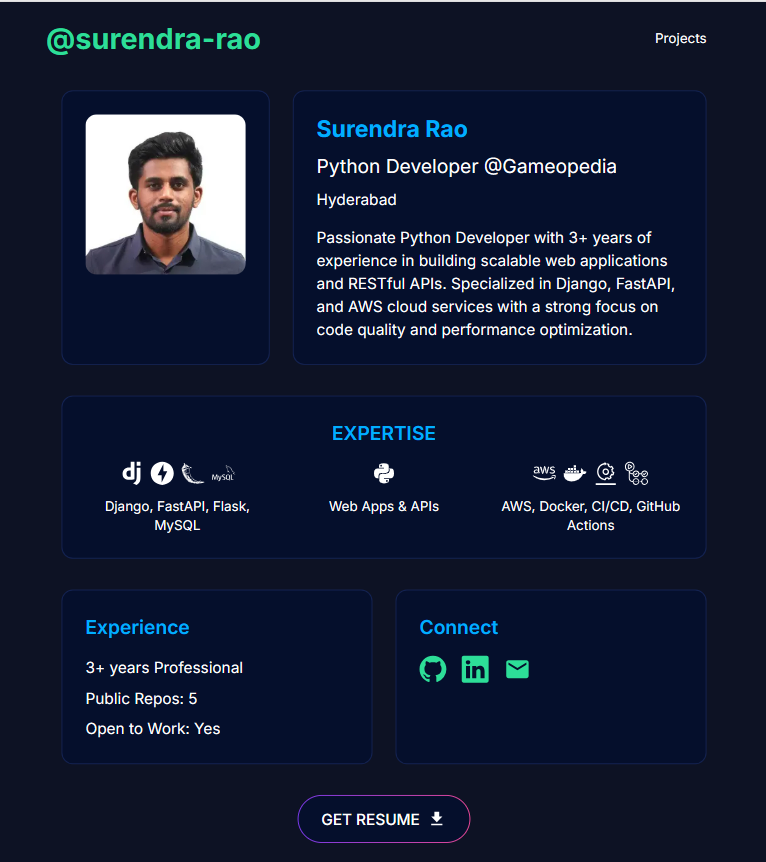 @surendra-rao
Projects
Surendra Rao
Python Developer @Gameopedia
Hyderabad
Passionate Python Developer with 3+ years of
experience in building scalable web applications
and RESTful APIs. Specialized in Django, FastAPI,
and AWS cloud services with a strong focus on
code quality and performance optimization.
EXPERTISE
dj
MySQL
Django, FastAPI, Flask,
MySQL
Web Apps & APIs
aws
AWS, Docker, CI/CD, GitHub
Actions
Experience
3+ years Professional
Public Repos: 5
Open to Work: Yes
Connect
in
GET RESUME